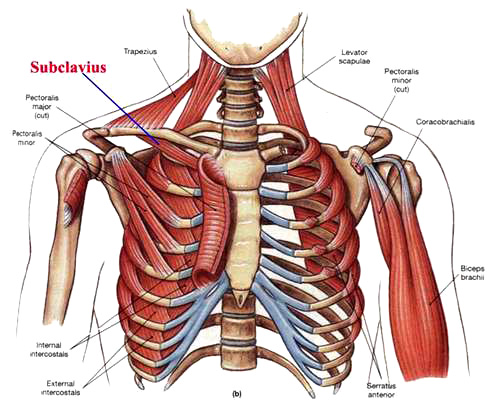 Trapezius
Levator
scapulae
Subclavius
Pectoralis
minor
(cut)
Pectoralis
major
(cut)
Coracobrachialis
Pectoralis
minor
Biceps
brachii
Internal
intercostals
External
intercostals
Serratus
anterior
(b)